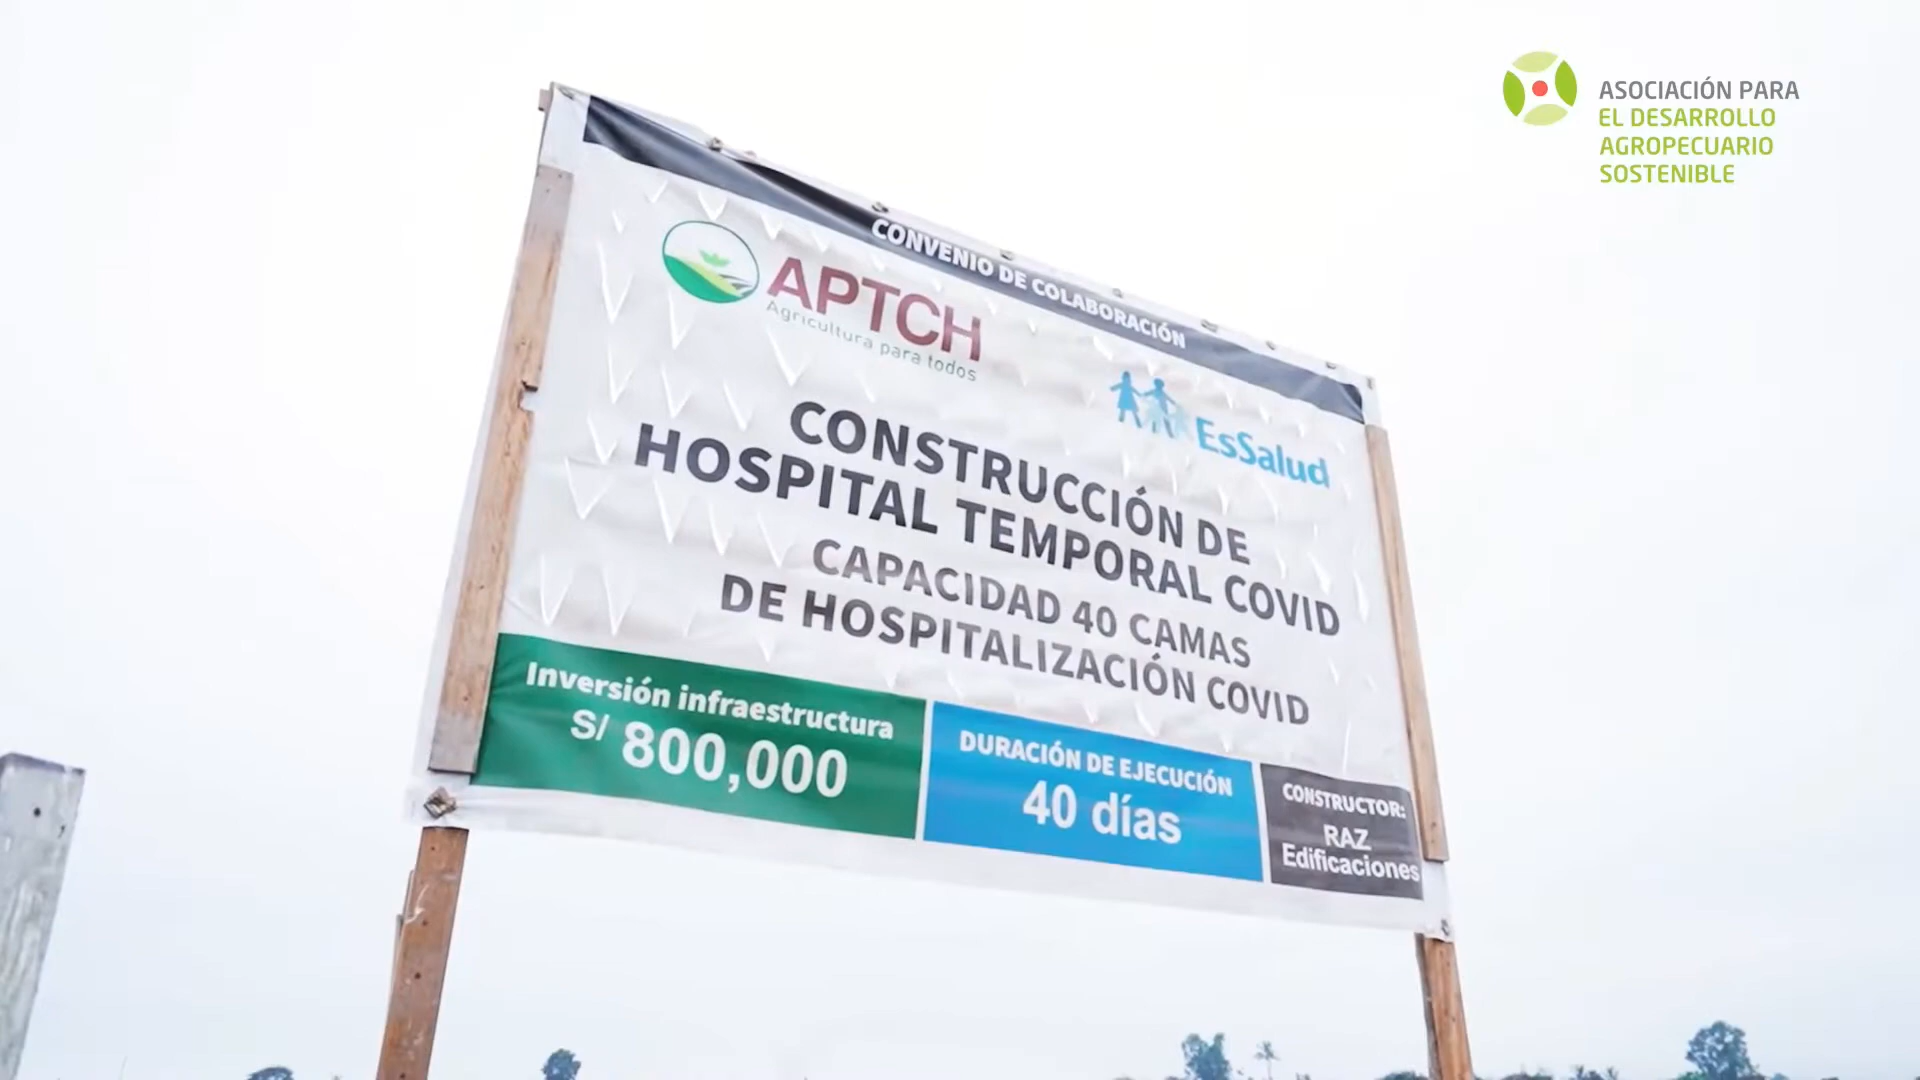 ASOCIACIÓN PARA
EL DESARROLLO
AGROPECUARIO
SOSTENIBLE
CONVENIO DE COLABORACIÓN
APTCH
Agricultura para todos
EsSalud
CONSTRUCCIÓN DE
HOSPITAL TEMPORAL COVID
CAPACIDAD 40 CAMAS
DE HOSPITALIZACIÓN COVID
Inversión infraestructura
S/ 800,000
DURACIÓN DE EJECUCIÓN
40 días
CONSTRUCTOR:
RAZ
Edificaciones